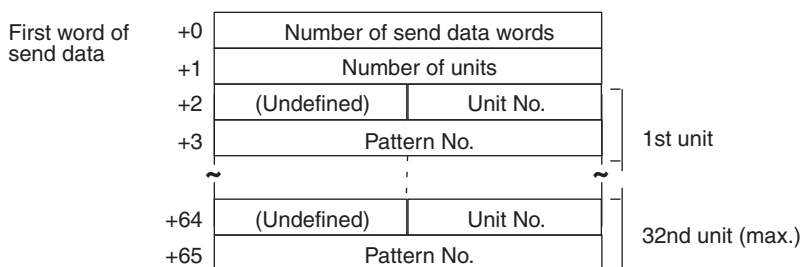 First word of
send data
+0 Number of send data words
+1 Number of units
+2 (Undefined) Unit No.
+3 Pattern No.
1st unit
~ ~
+64 (Undefined) Unit No.
+65 Pattern No.
32nd unit (max.)